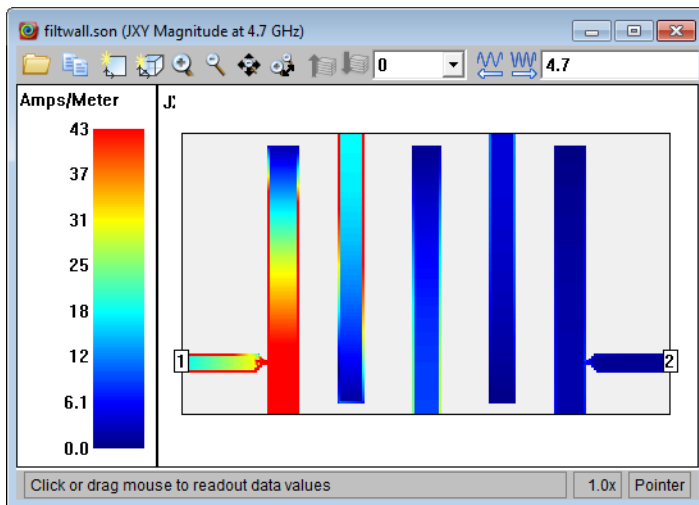 filtwall.son (JXY Magnitude at 4.7 GHz)
0
4.7
Amps/Meter
43
37
31
25
18
12
6.1
0.0
J:
1
2
Click or drag mouse to readout data values
1.0x
Pointer